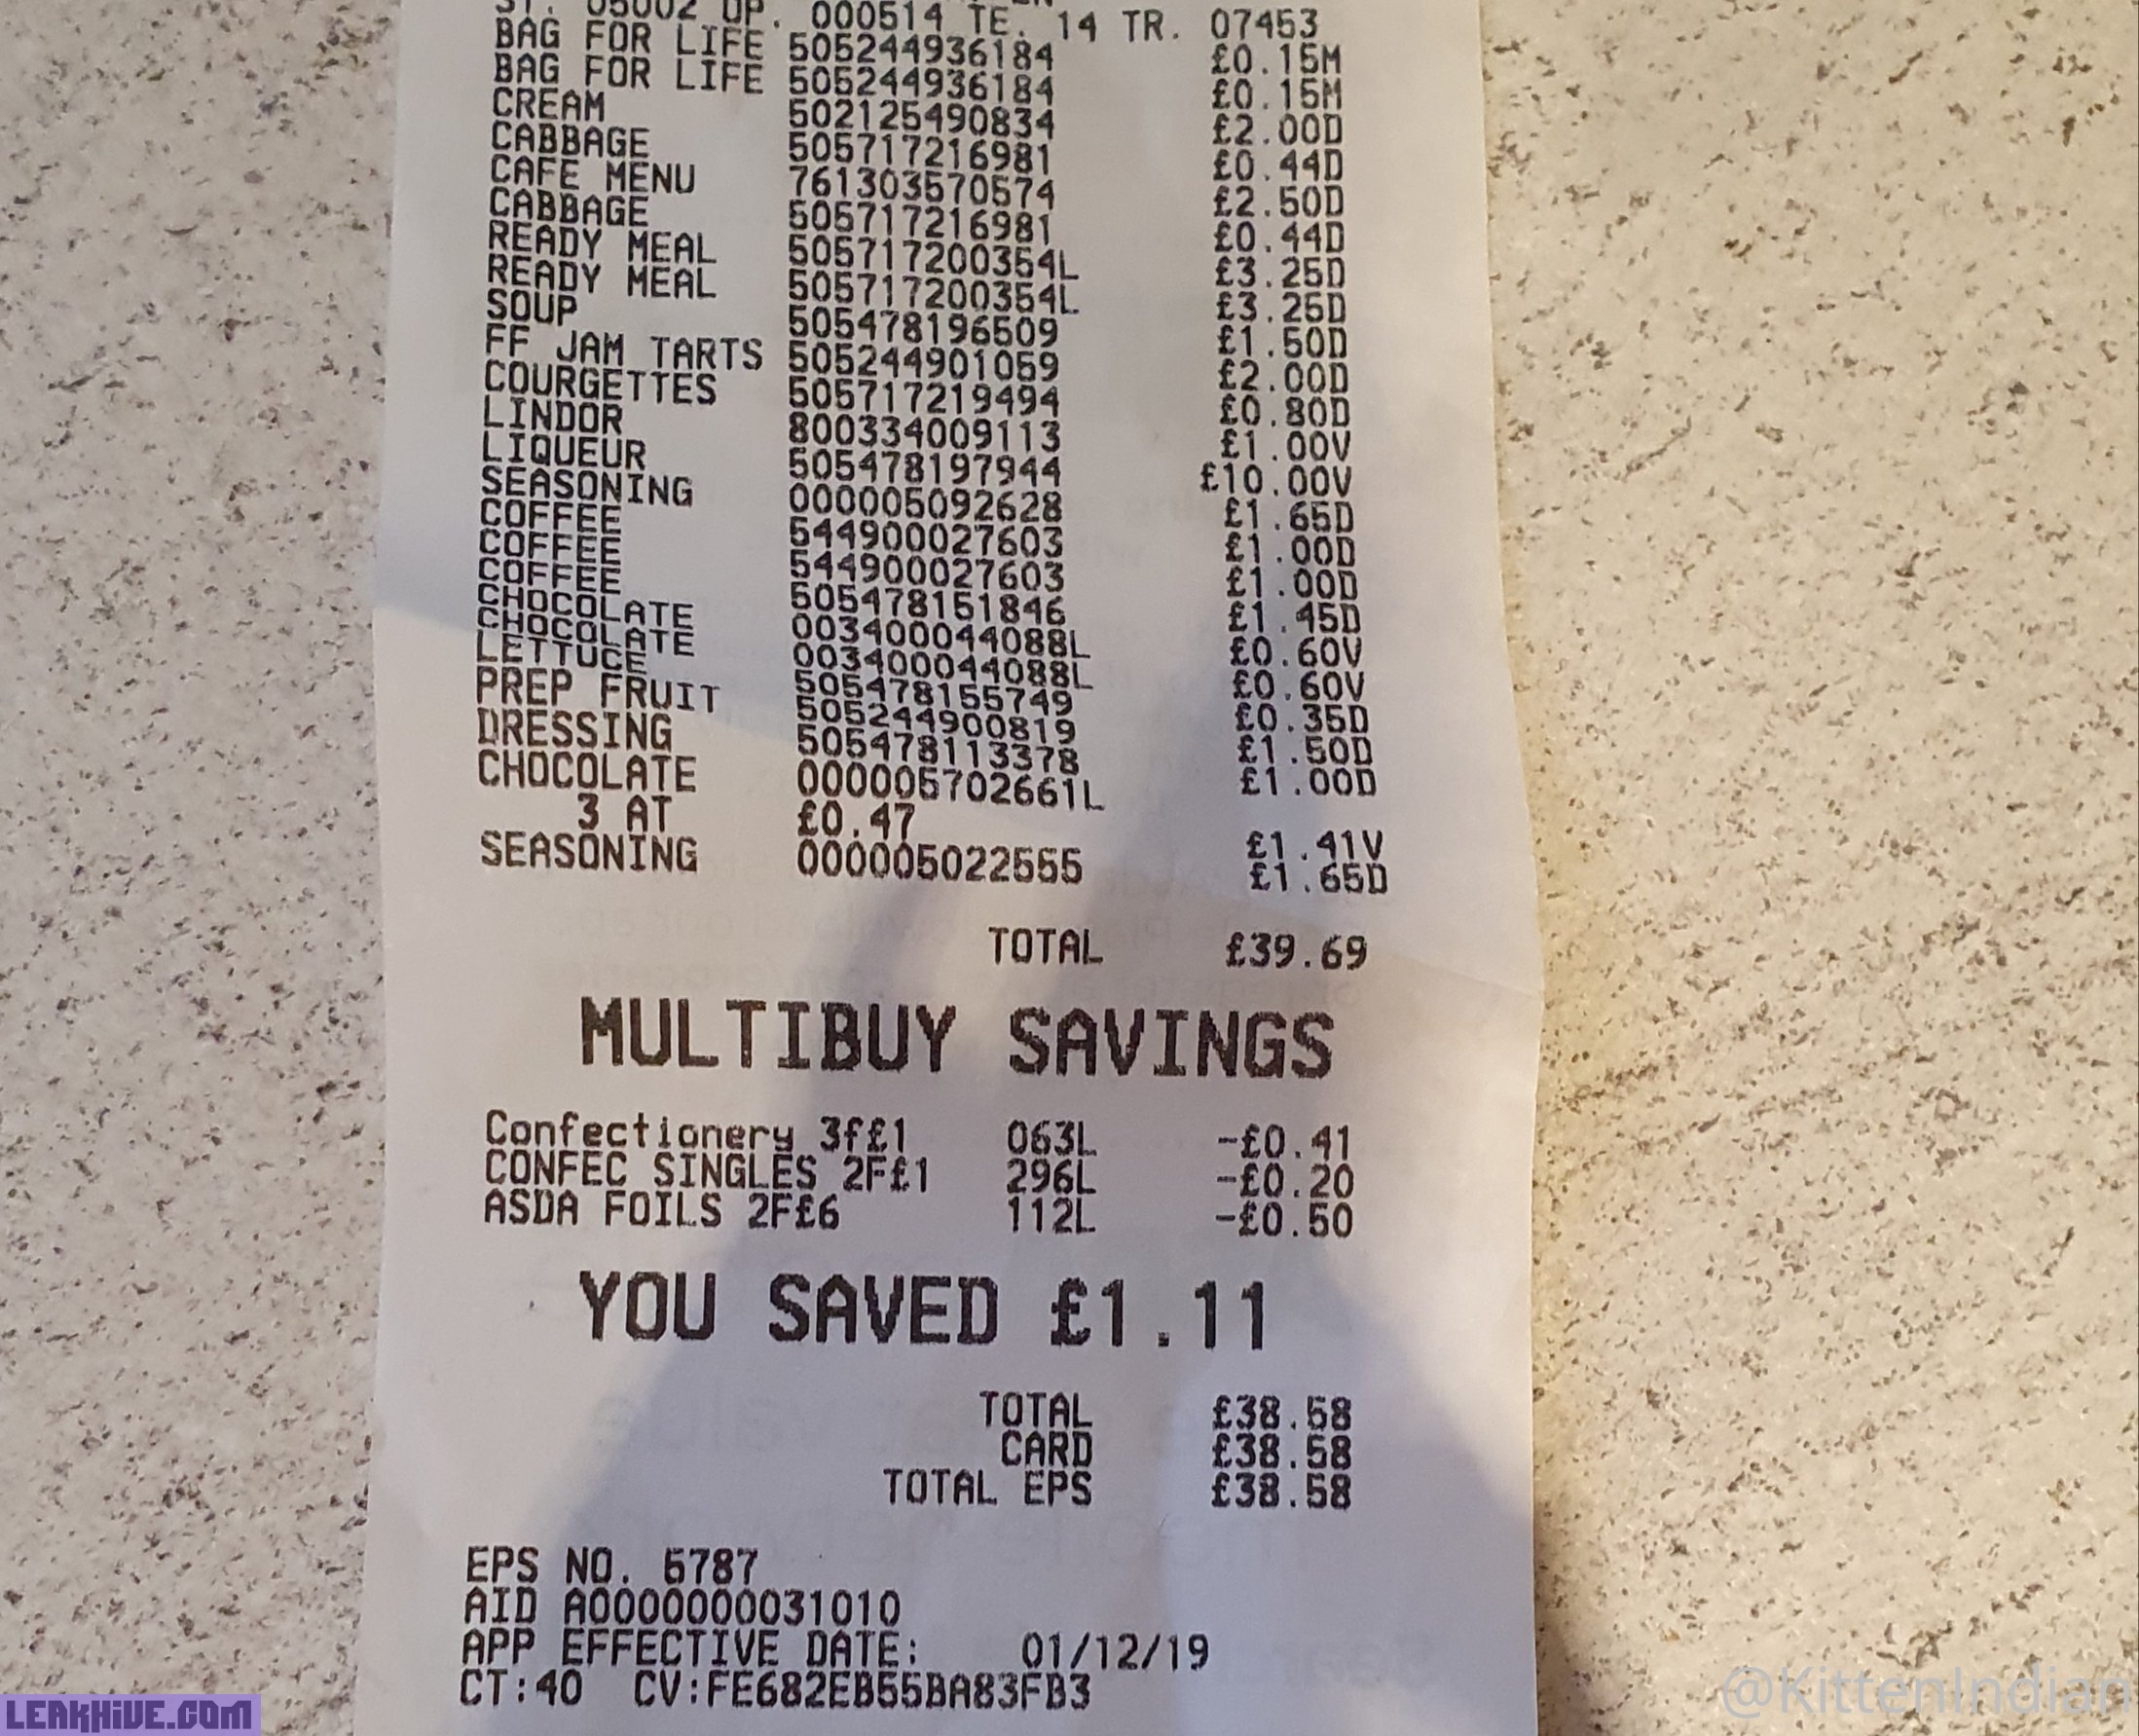 ST. 05002 OP. 000514 TE. 14 TR. 07453
BAG FOR LIFE 505244936184 £0.15M
BAG FOR LIFE 505244936184 £0.15M
CREAM 502125490834 £2.00D
CABBAGE 505717216981 £0.44D
CAFE MENU 761303570574 £2.50D
CABBAGE 505717216981 £0.44D
READY MEAL 505717200354L £3.25D
READY MEAL 505717200354L £3.25D
SOUP 505478196509 £1.50D
FF JAM TARTS 505244901059 £2.00D
COURGETTES 505717219494 £0.80D
LINDOR 800334009113 £1.00V
LIQUEUR 505478197944 £10.00V
SEASONING 000005092628 £1.65D
COFFEE 544900027603 £1.00D
COFFEE 544900027603 £1.00D
COFFEE 505478151846 £1.45D
CHOCOLATE 003400044088L £0.60V
CHOCOLATE 003400044088L £0.60V
LETTUCE 505478155749 £0.35D
PREP FRUIT 505244900819 £1.50D
DRESSING 505478113378 £1.00D
CHOCOLATE 000005702661L
3 AT £0.47 £1.41V
SEASONING 000005022555 £1.65D
TOTAL £39.69
MULTIBUY SAVINGS
Confectionery 3f£1 063L -£0.41
CONFEC SINGLES 2F£1 296L -£0.20
ASDA FOILS 2F£6 112L -£0.50
YOU SAVED £1.11
TOTAL £38.58
CARD £38.58
TOTAL EPS £38.58
EPS NO. 5787
AID A0000000031010
APP EFFECTIVE DATE: 01/12/19
CT:40 CV:FE682EB55BA83FB3
LEAKHIVE.COM
@KittenIndian